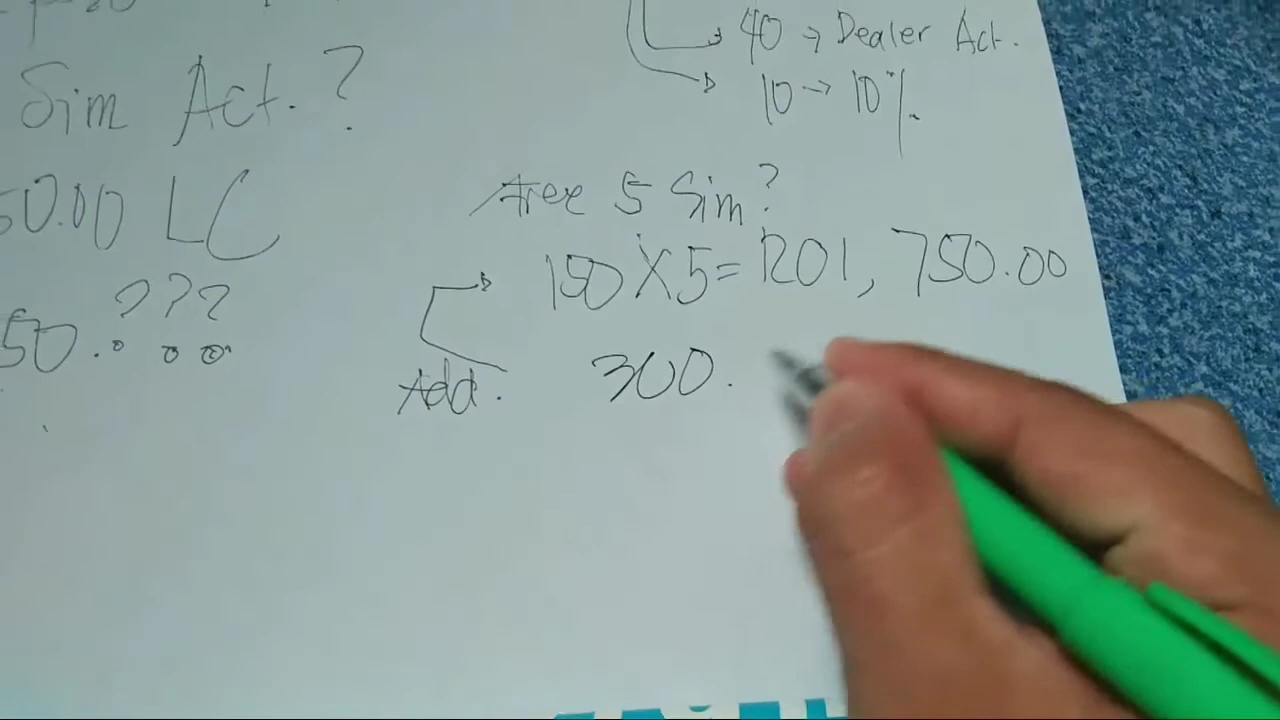 Sim Act. ?
50.00 LC
???
50.
40 → Dealer Act.
10 → 10%.
Free 5 Sim?
150 X 5 = 1201, 750.00
Add. 300.